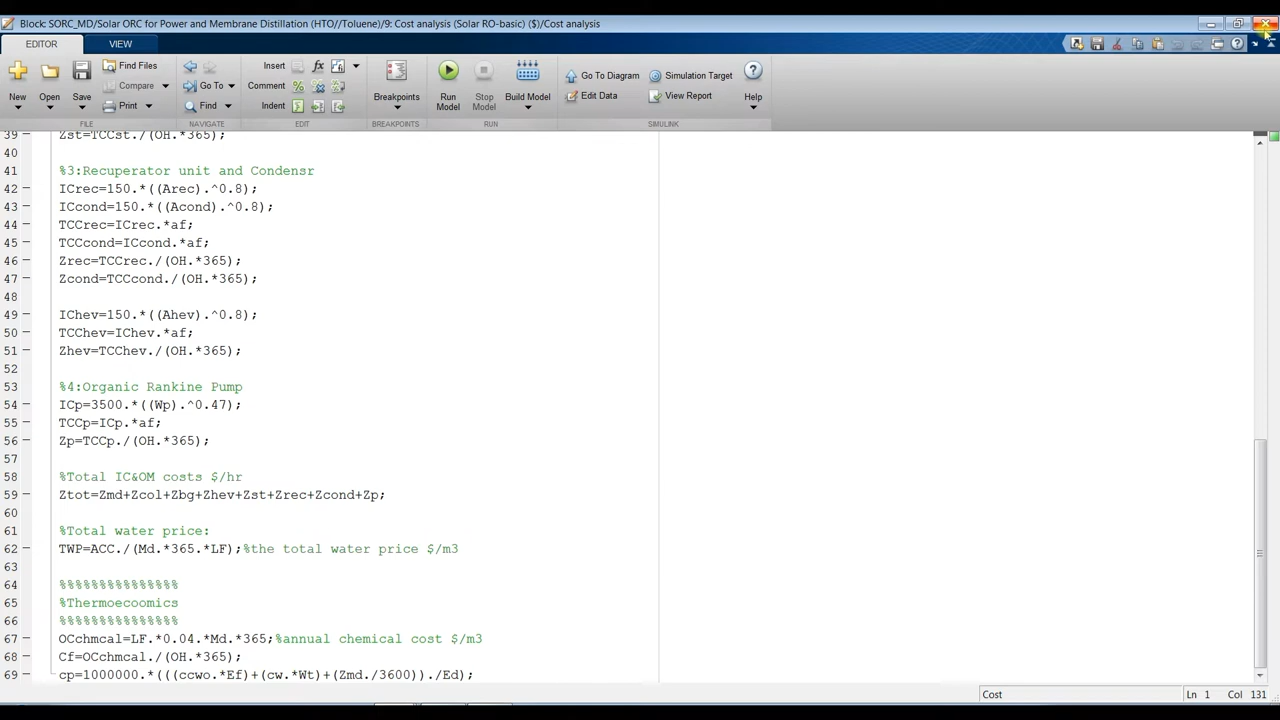 Block: SORC_MD/Solar ORC for Power and Membrane Distillation (HTO//Toluene)/9: Cost analysis (Solar RO-basic) ($)/Cost analysis
EDITOR VIEW
New Open Save Find Files Compare Print
FILE
Go To Find
NAVIGATE
Insert fx
Comment %
Indent
EDIT
Breakpoints
BREAKPOINTS
Run Model Stop Model Build Model
RUN
Go To Diagram Simulation Target
Edit Data View Report
SIMULINK
Help
39 Zst=TCCst./(OH.*365);
40
41 %3:Recuperator unit and Condensr
42 ICrec=150.*((Arec).^0.8);
43 ICcond=150.*((Acond).^0.8);
44 TCCrec=ICrec.*af;
45 TCCcond=ICcond.*af;
46 Zrec=TCCrec./(OH.*365);
47 Zcond=TCCcond./(OH.*365);
48
49 IChev=150.*((Ahev).^0.8);
50 TCChev=IChev.*af;
51 Zhev=TCChev./(OH.*365);
52
53 %4:Organic Rankine Pump
54 ICp=3500.*((Wp).^0.47);
55 TCCp=ICp.*af;
56 Zp=TCCp./(OH.*365);
57
58 %Total IC&OM costs $/hr
59 Ztot=Zmd+Zcol+Zbg+Zhev+Zst+Zrec+Zcond+Zp;
60
61 %Total water price:
62 TWP=ACC./(Md.*365.*LF);%the total water price $/m3
63
64 %%%%%%%%%%%%%%%
65 %Thermoecoomics
66 %%%%%%%%%%%%%%%
67 OCchmcal=LF.*0.04.*Md.*365;%annual chemical cost $/m3
68 Cf=OCchmcal./(OH.*365);
69 cp=1000000.*(((ccwo.*Ef)+(cw.*Wt)+(Zmd./3600))./Ed);
Cost Ln 1 Col 131